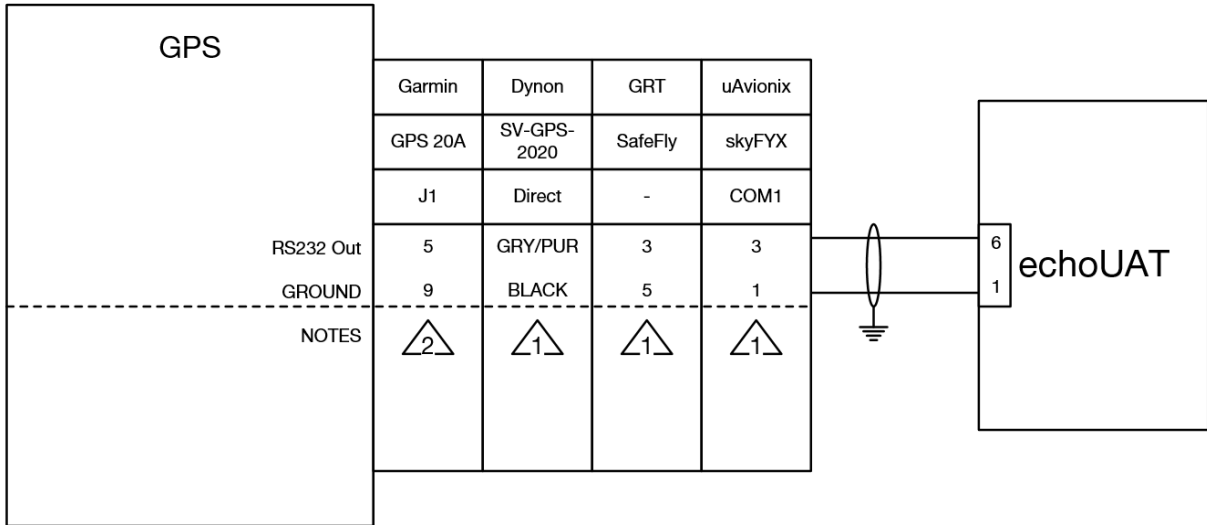 GPS
Garmin Dynon GRT uAvionix
GPS 20A SV-GPS-2020 SafeFly skyFYX
J1 Direct - COM1
RS232 Out 5 GRY/PUR 3 3 6
echoUAT
GROUND 9 BLACK 5 1 1
NOTES 2 1 1 1